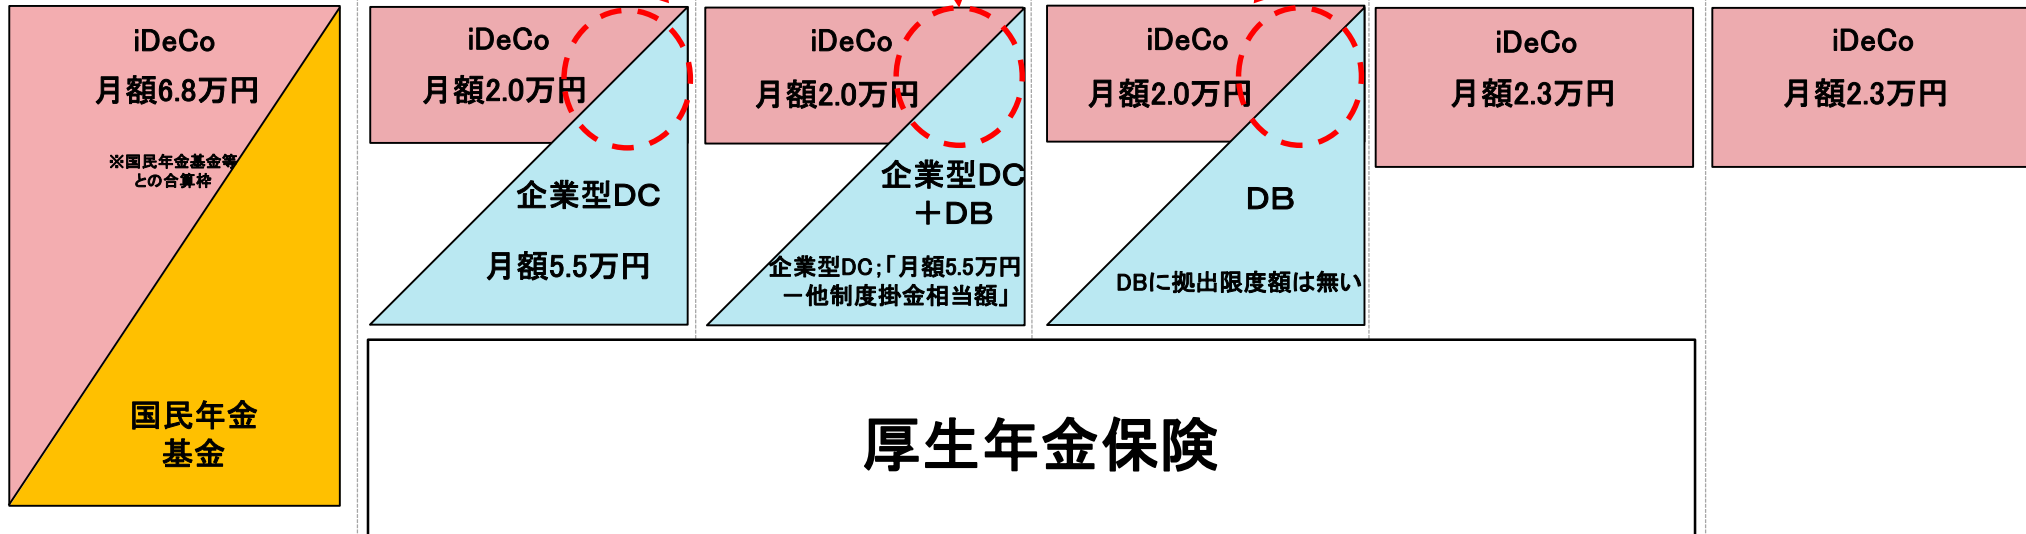 iDeCo
月額6.8万円
※国民年金基金等
との合算枠
国民年金
基金
iDeCo
月額2.0万円
企業型DC
月額5.5万円
iDeCo
月額2.0万円
企業型DC
＋DB
企業型DC;「月額5.5万円
－他制度掛金相当額」
iDeCo
月額2.0万円
DB
DBに拠出限度額は無い
iDeCo
月額2.3万円
iDeCo
月額2.3万円
厚生年金保険